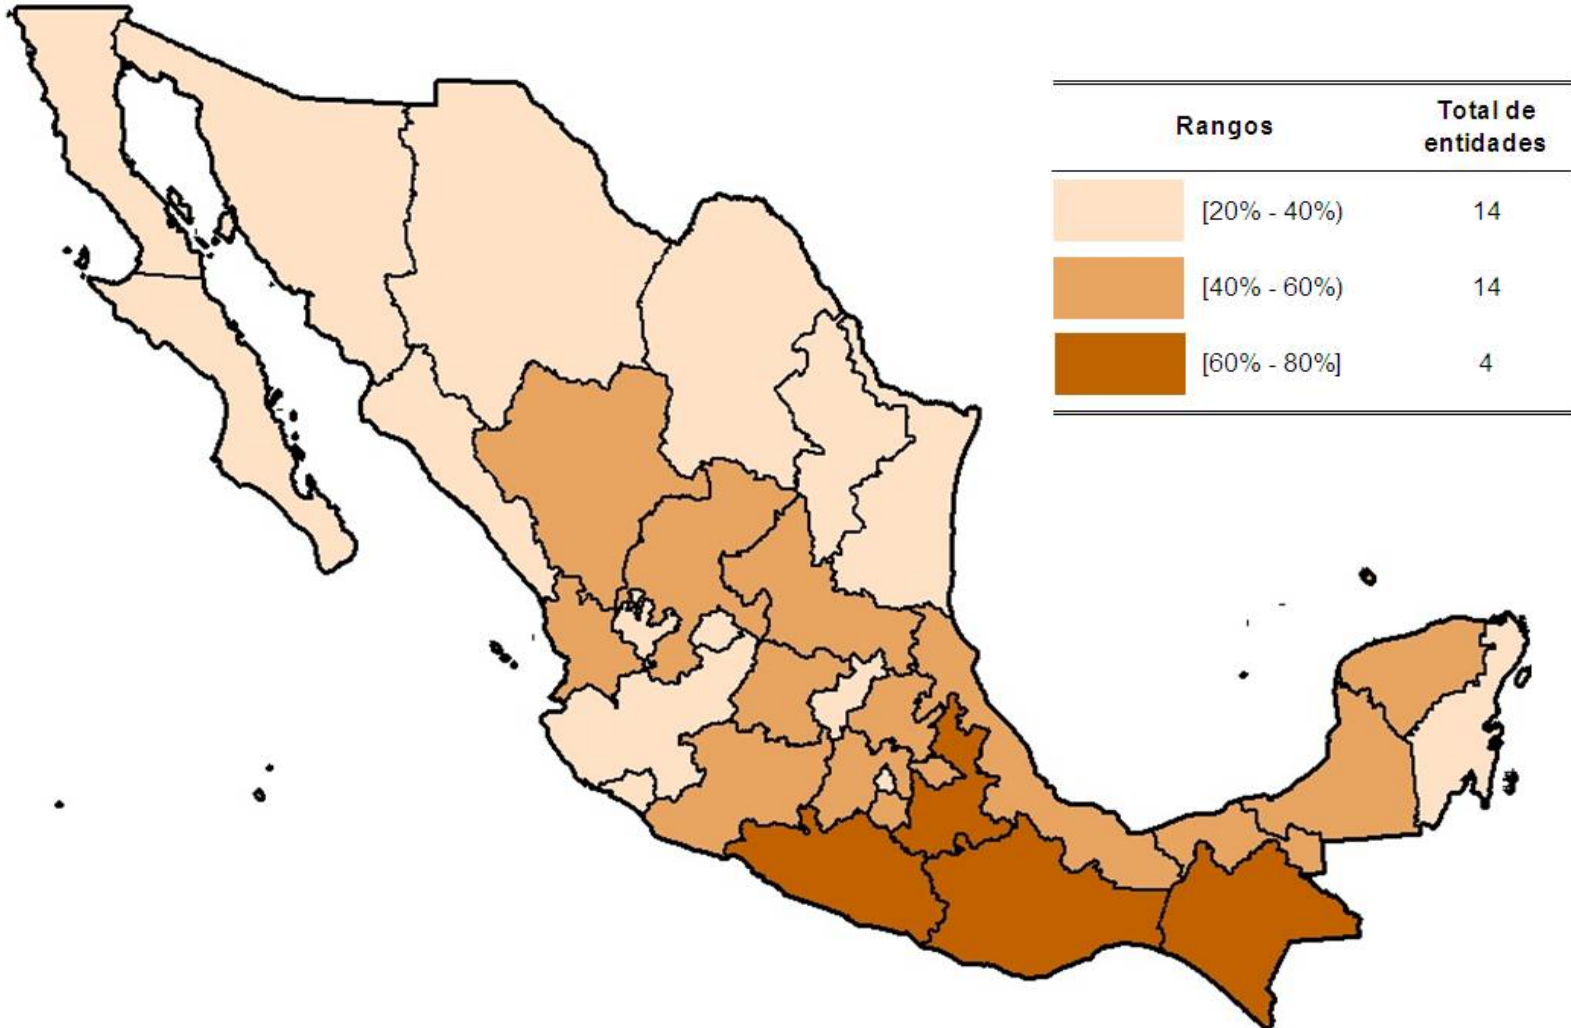 Rangos
Total de
entidades
[20% - 40%) 14
[40% - 60%) 14
[60% - 80%] 4